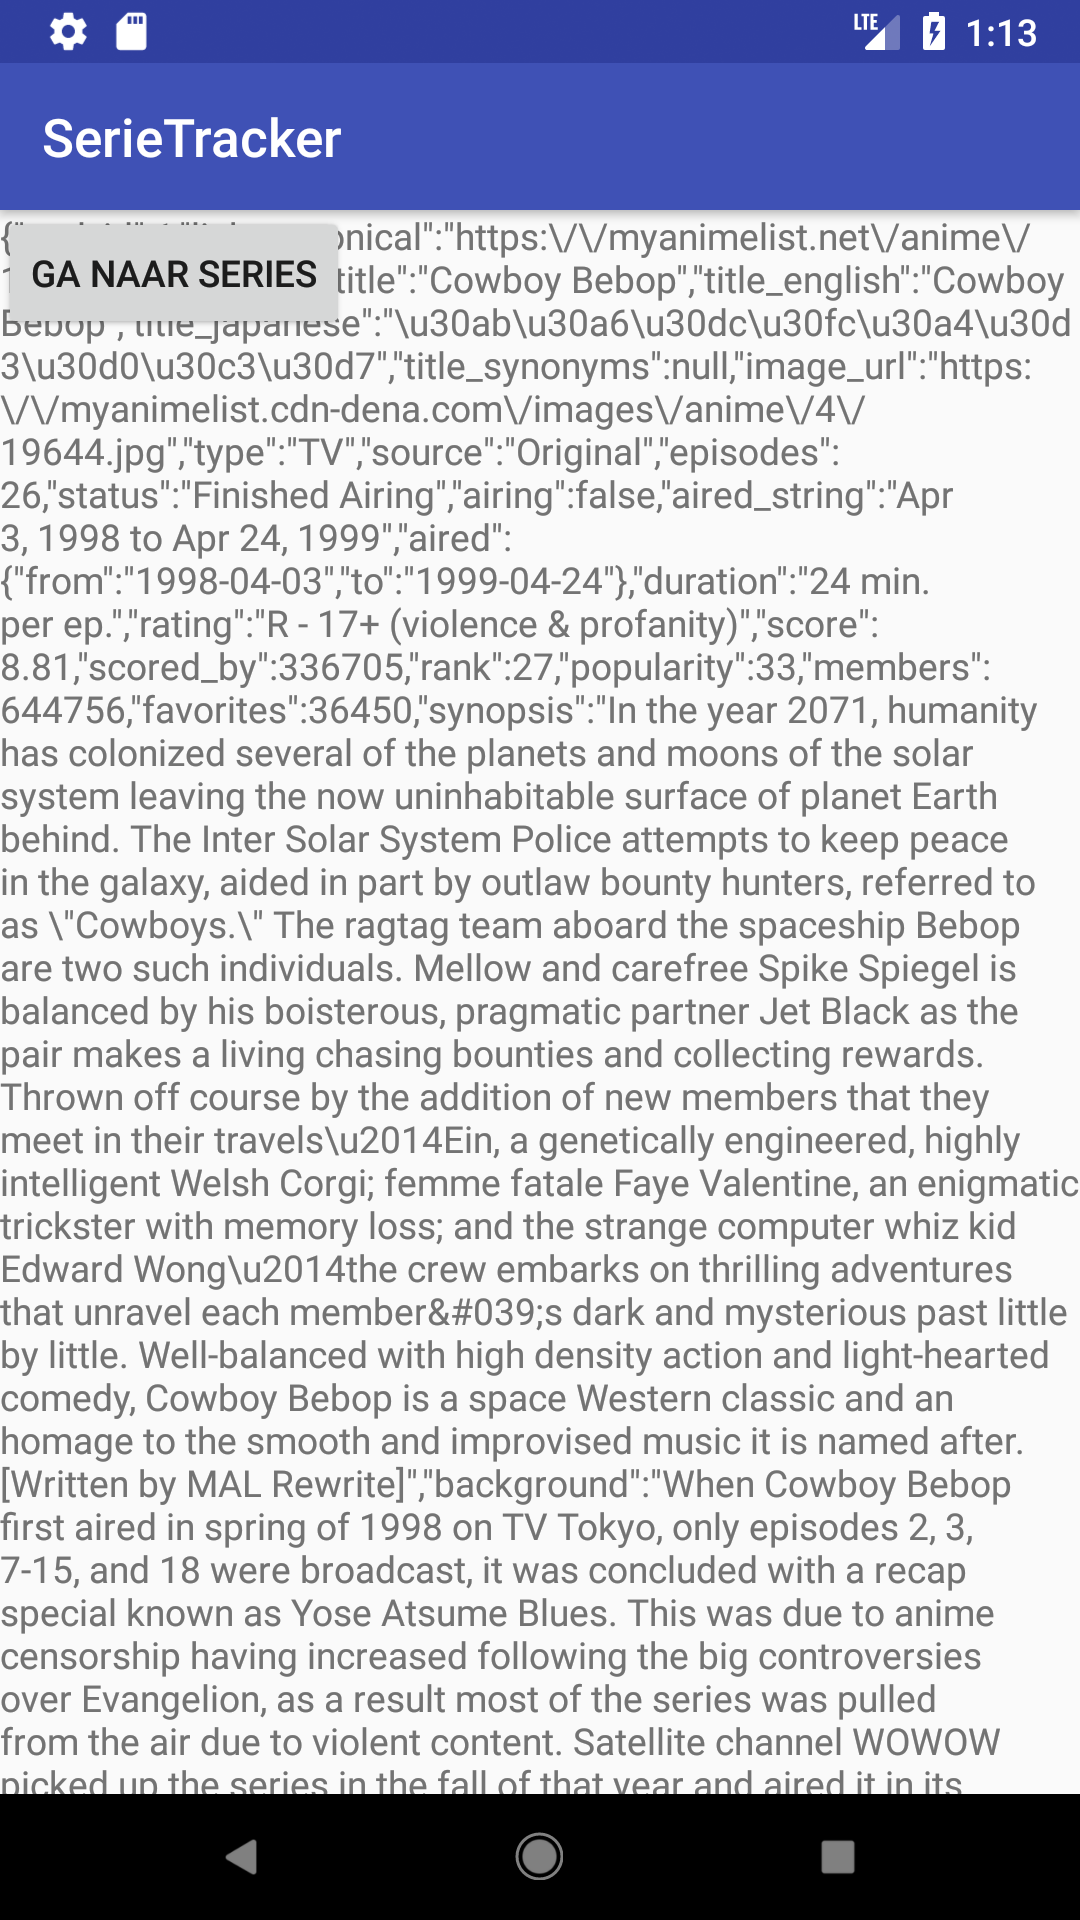 LTE 1:13
SerieTracker
{ onical":"https:\/\/myanimelist.net\/anime\/
GA NAAR SERIES title":"Cowboy Bebop","title_english":"Cowboy
Bebop","title_japanese":"\u30ab\u30a6\u30dc\u30fc\u30a4\u30d
3\u30d0\u30c3\u30d7","title_synonyms":null,"image_url":"https:
\/\/myanimelist.cdn-dena.com\/images\/anime\/4\/
19644.jpg","type":"TV","source":"Original","episodes":
26,"status":"Finished Airing","airing":false,"aired_string":"Apr
3, 1998 to Apr 24, 1999","aired":
{"from":"1998-04-03","to":"1999-04-24"},"duration":"24 min.
per ep.","rating":"R - 17+ (violence & profanity)","score":
8.81,"scored_by":336705,"rank":27,"popularity":33,"members":
644756,"favorites":36450,"synopsis":"In the year 2071, humanity
has colonized several of the planets and moons of the solar
system leaving the now uninhabitable surface of planet Earth
behind. The Inter Solar System Police attempts to keep peace
in the galaxy, aided in part by outlaw bounty hunters, referred to
as \"Cowboys.\" The ragtag team aboard the spaceship Bebop
are two such individuals. Mellow and carefree Spike Spiegel is
balanced by his boisterous, pragmatic partner Jet Black as the
pair makes a living chasing bounties and collecting rewards.
Thrown off course by the addition of new members that they
meet in their travels\u2014Ein, a genetically engineered, highly
intelligent Welsh Corgi; femme fatale Faye Valentine, an enigmatic
trickster with memory loss; and the strange computer whiz kid
Edward Wong\u2014the crew embarks on thrilling adventures
that unravel each member&#039;s dark and mysterious past little
by little. Well-balanced with high density action and light-hearted
comedy, Cowboy Bebop is a space Western classic and an
homage to the smooth and improvised music it is named after.
[Written by MAL Rewrite]","background":"When Cowboy Bebop
first aired in spring of 1998 on TV Tokyo, only episodes 2, 3,
7-15, and 18 were broadcast, it was concluded with a recap
special known as Yose Atsume Blues. This was due to anime
censorship having increased following the big controversies
over Evangelion, as a result most of the series was pulled
from the air due to violent content. Satellite channel WOWOW
picked up the series in the fall of that year and aired it in its